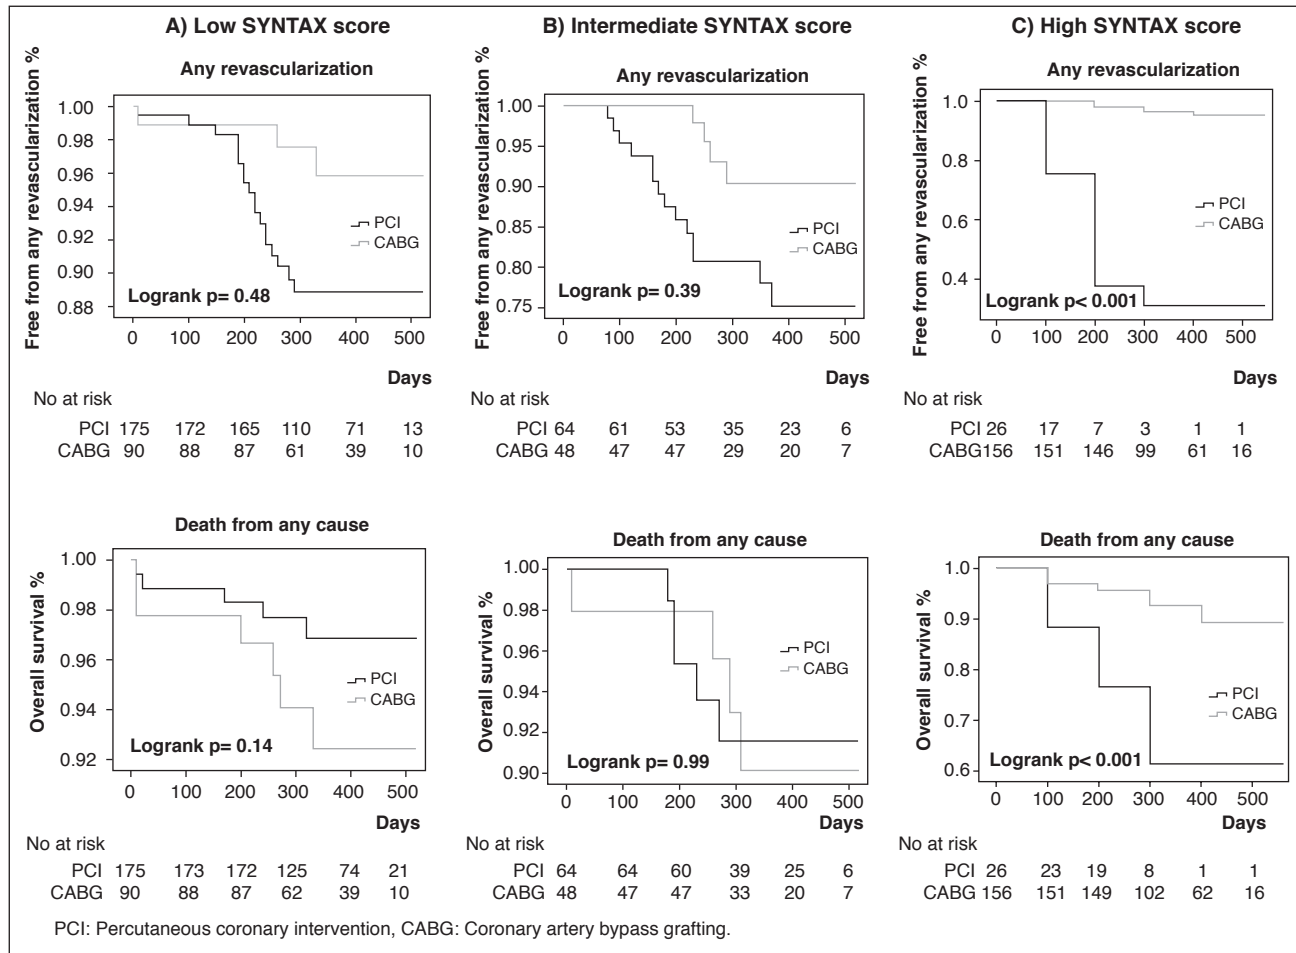 A) Low SYNTAX score
Any revascularization
Free from any revascularization %
1.00
0.98
0.96
0.94
0.92
0.90
0.88
PCI
CABG
Logrank p= 0.48
0 100 200 300 400 500
Days
No at risk
PCI 175 172 165 110 71 13
CABG 90 88 87 61 39 10
B) Intermediate SYNTAX score
Any revascularization
Free from any revascularization %
1.00
0.95
0.90
0.85
0.80
0.75
PCI
CABG
Logrank p= 0.39
0 100 200 300 400 500
Days
No at risk
PCI 64 61 53 35 23 6
CABG 48 47 47 29 20 7
C) High SYNTAX score
Any revascularization
Free from any revascularization %
1.0
0.8
0.6
0.4
PCI
CABG
Logrank p< 0.001
0 100 200 300 400 500
Days
No at risk
PCI 26 17 7 3 1 1
CABG156 151 146 99 61 16
Death from any cause
Overall survival %
1.00
0.98
0.96
0.94
0.92
PCI
CABG
Logrank p= 0.14
0 100 200 300 400 500
Days
No at risk
PCI 175 173 172 125 74 21
CABG 90 88 87 62 39 10
Death from any cause
Overall survival %
1.00
0.98
0.96
0.94
0.92
0.90
PCI
CABG
Logrank p= 0.99
0 100 200 300 400 500
Days
No at risk
PCI 64 64 60 39 25 6
CABG 48 47 47 33 20 7
Death from any cause
Overall survival %
1.0
0.9
0.8
0.7
0.6
PCI
CABG
Logrank p< 0.001
0 100 200 300 400 500
Days
No at risk
PCI 26 23 19 8 1 1
CABG 156 151 149 102 62 16
PCI: Percutaneous coronary intervention, CABG: Coronary artery bypass grafting.